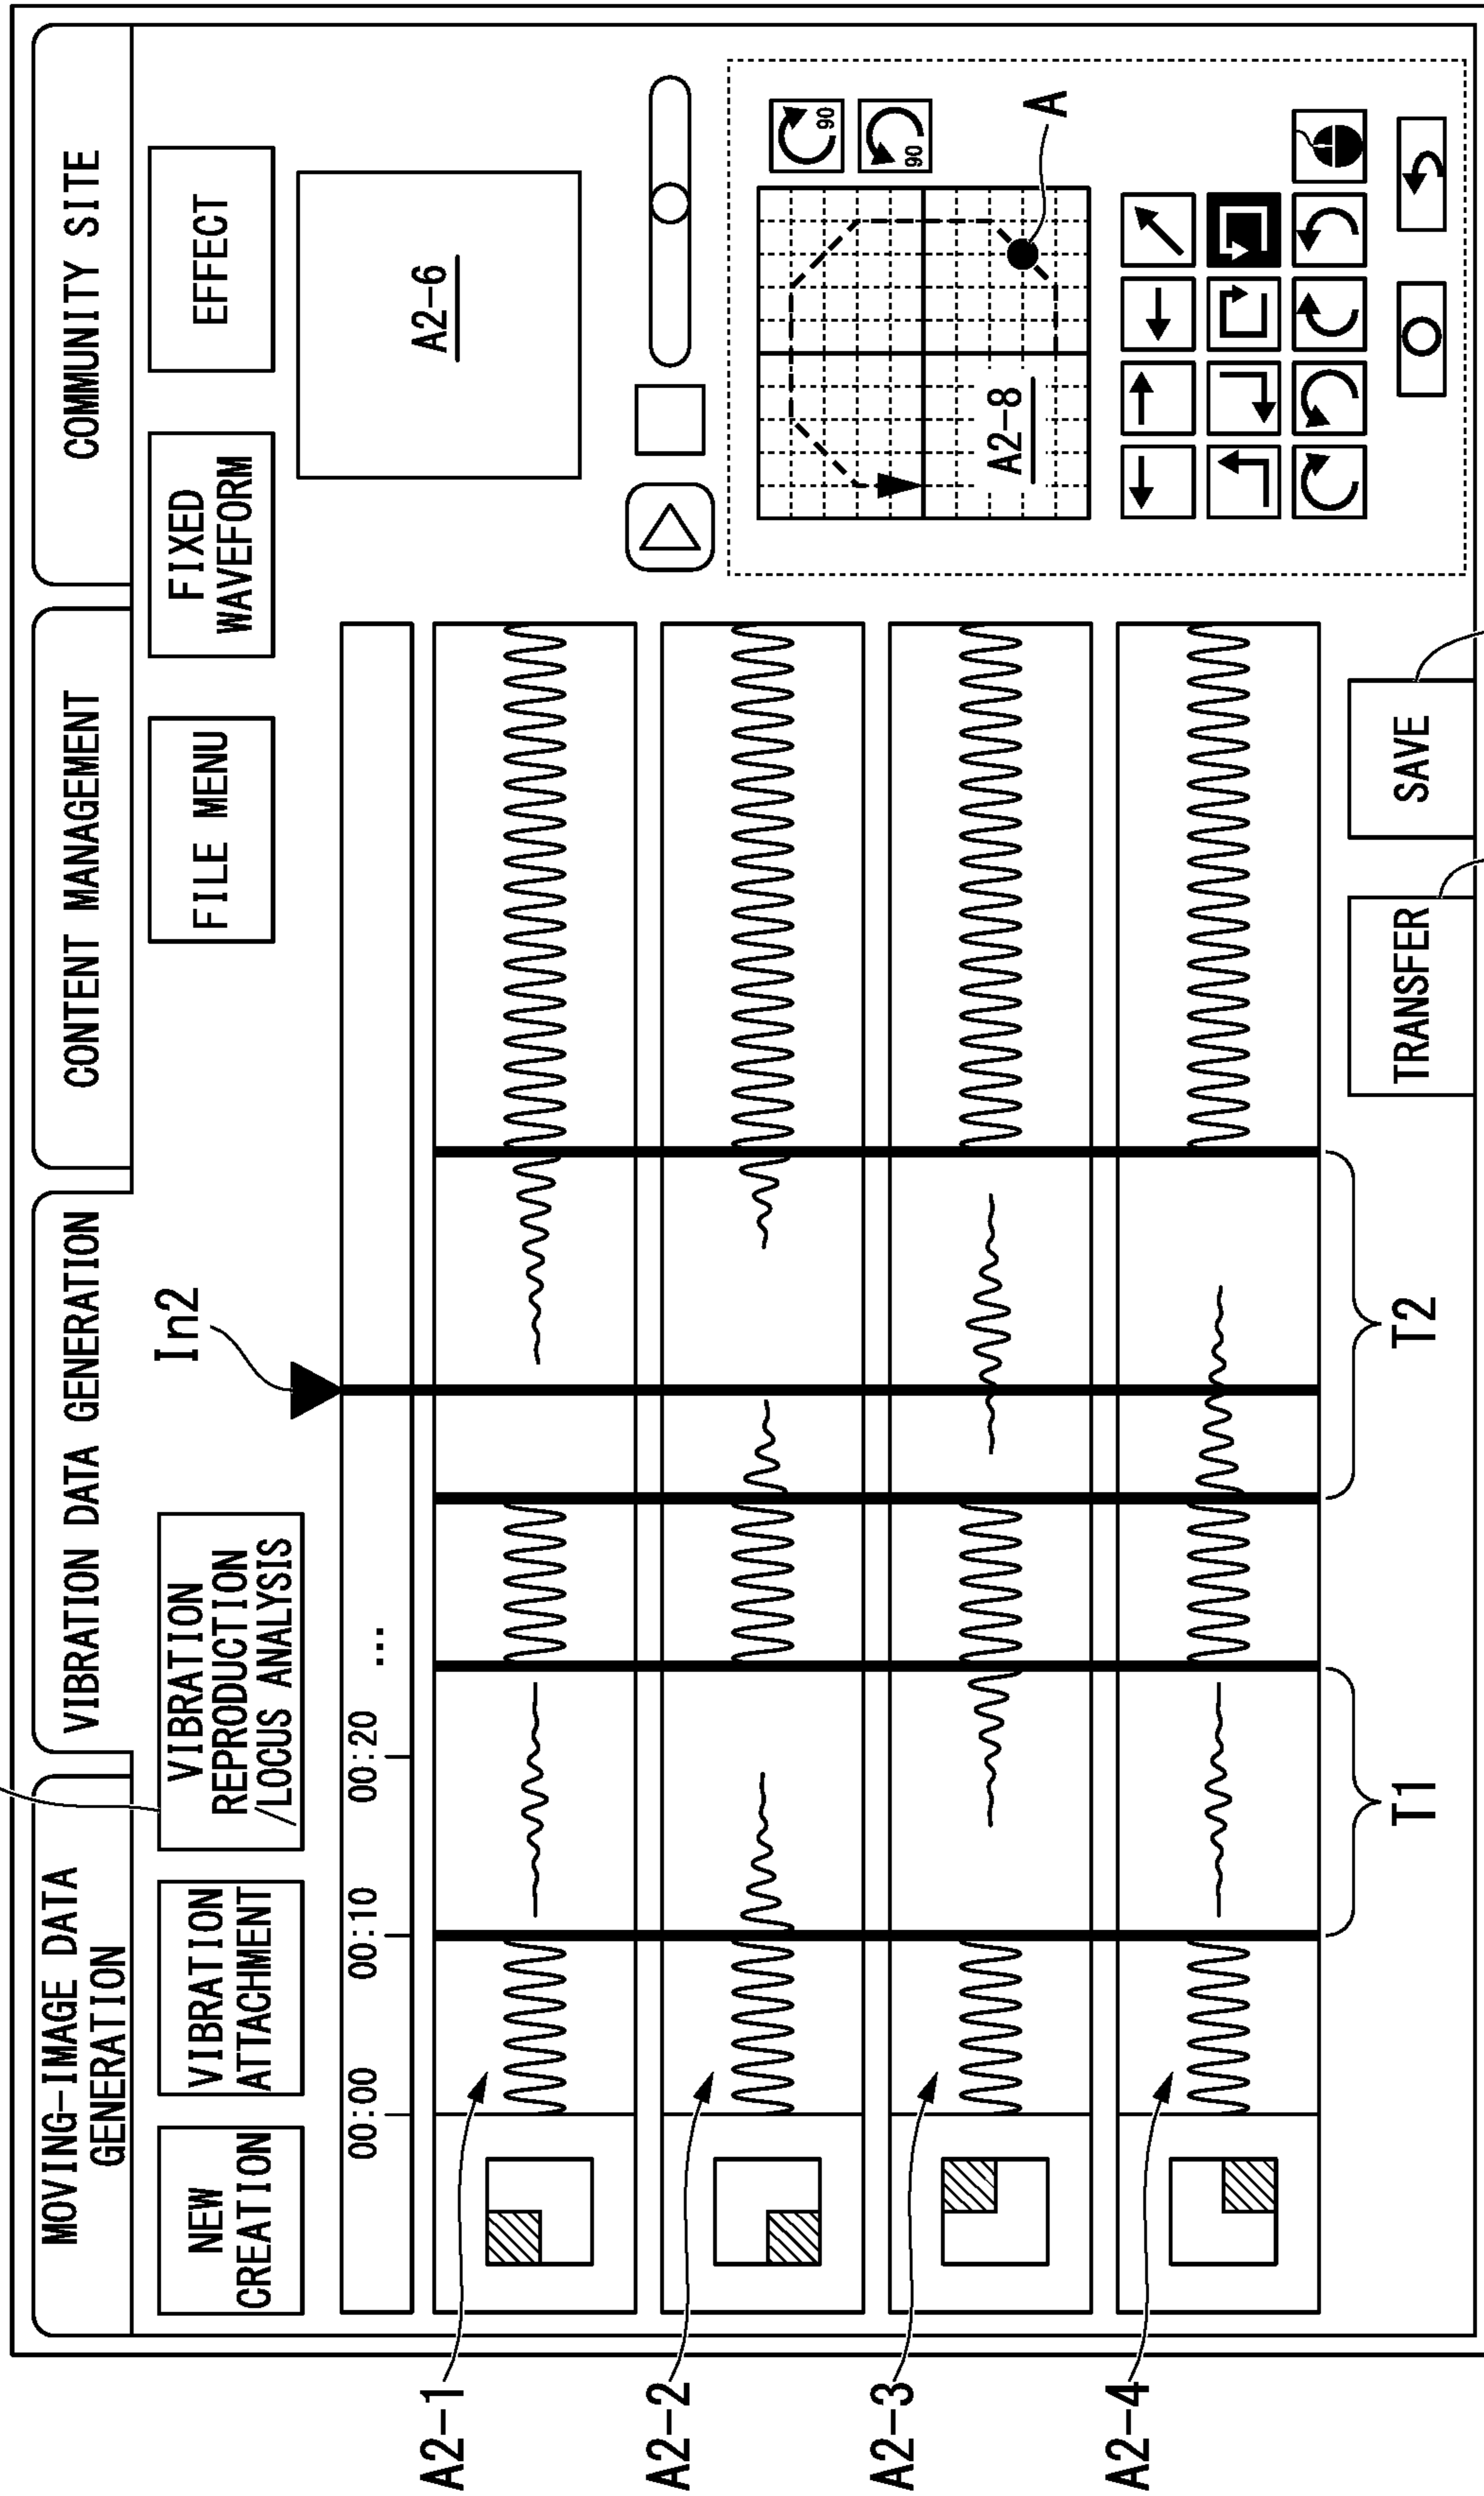 MOVING-IMAGE DATA
GENERATION
VIBRATION DATA GENERATION
CONTENT MANAGEMENT
COMMUNITY SITE
NEW
CREATION
VIBRATION
ATTACHMENT
VIBRATION
REPRODUCTION
/LOCUS ANALYSIS
In2
FILE MENU
FIXED
WAVEFORM
EFFECT
00:00
00:10
00:20
...
A2-6
A2-1
A2-2
A2-3
A2-4
90
90
A
A2-8
T1
T2
TRANSFER
SAVE